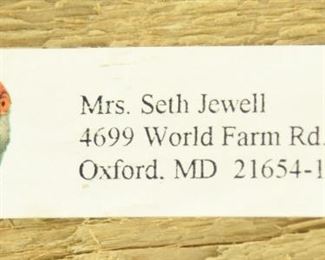 Mrs. Seth Jewell
4699 World Farm Rd.
Oxford. MD 21654-1